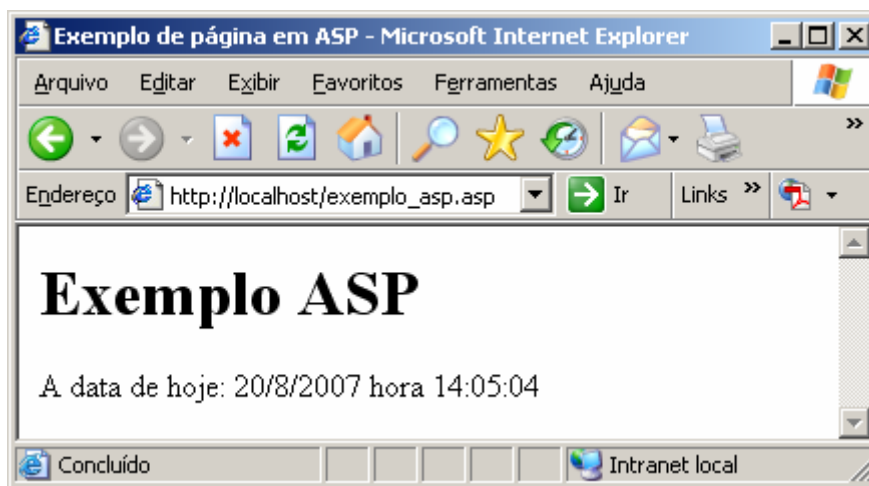 Exemplo de página em ASP - Microsoft Internet Explorer
Arquivo Editar Exibir Favoritos Ferramentas Ajuda
Endereço http://localhost/exemplo_asp.asp Ir Links »
Exemplo ASP
A data de hoje: 20/8/2007 hora 14:05:04
Concluído Intranet local